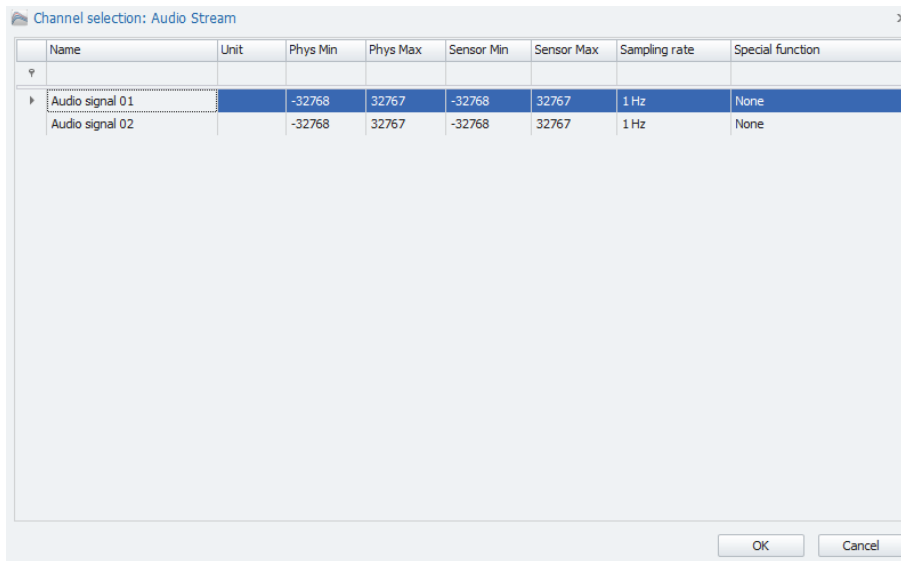 Channel selection: Audio Stream
Name Unit Phys Min Phys Max Sensor Min Sensor Max Sampling rate Special function
Audio signal 01 -32768 32767 -32768 32767 1 Hz None
Audio signal 02 -32768 32767 -32768 32767 1 Hz None
OK Cancel